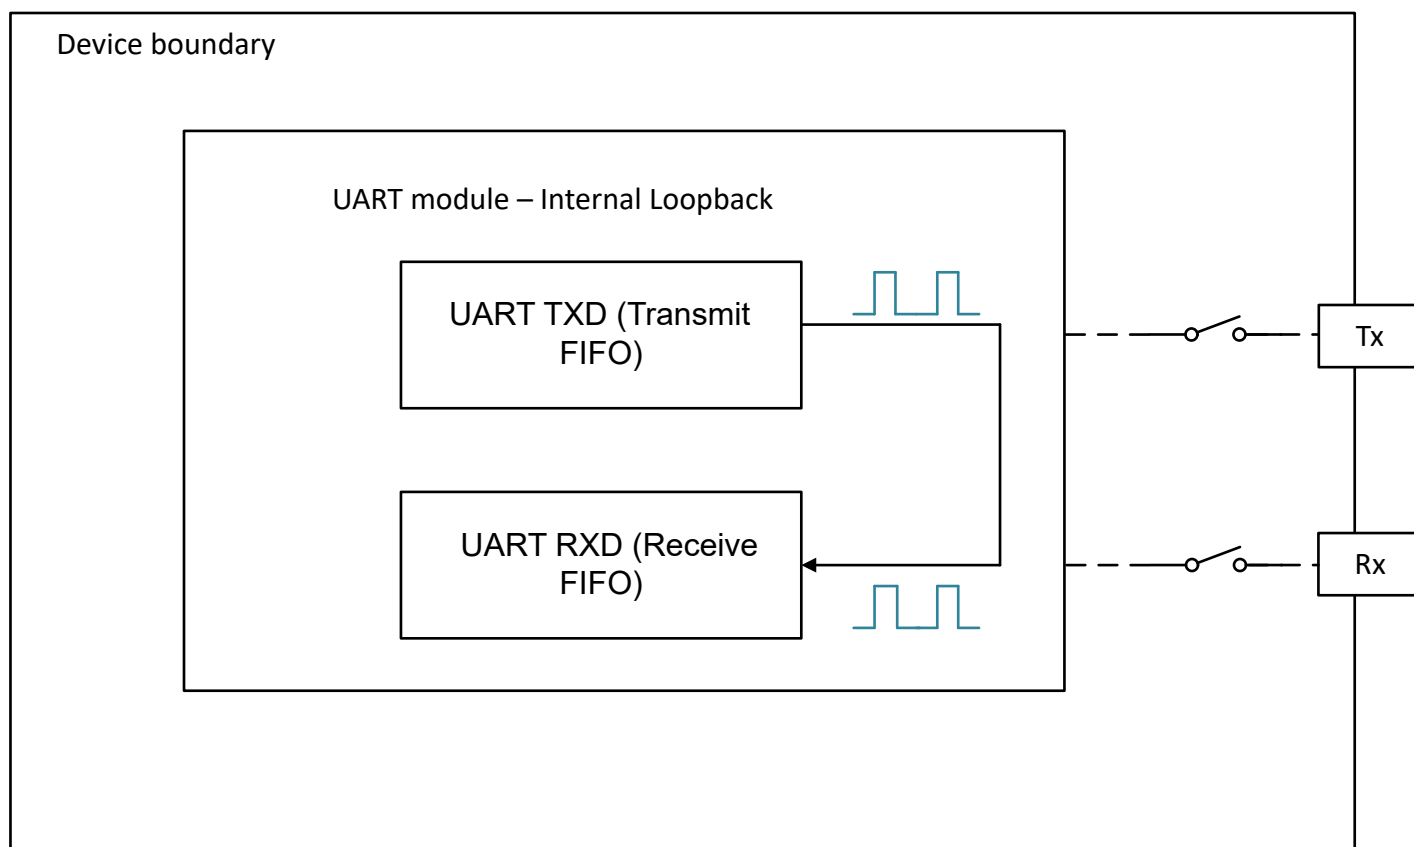 Device boundary
UART module – Internal Loopback
UART TXD (Transmit
FIFO)
Tx
UART RXD (Receive
FIFO)
Rx